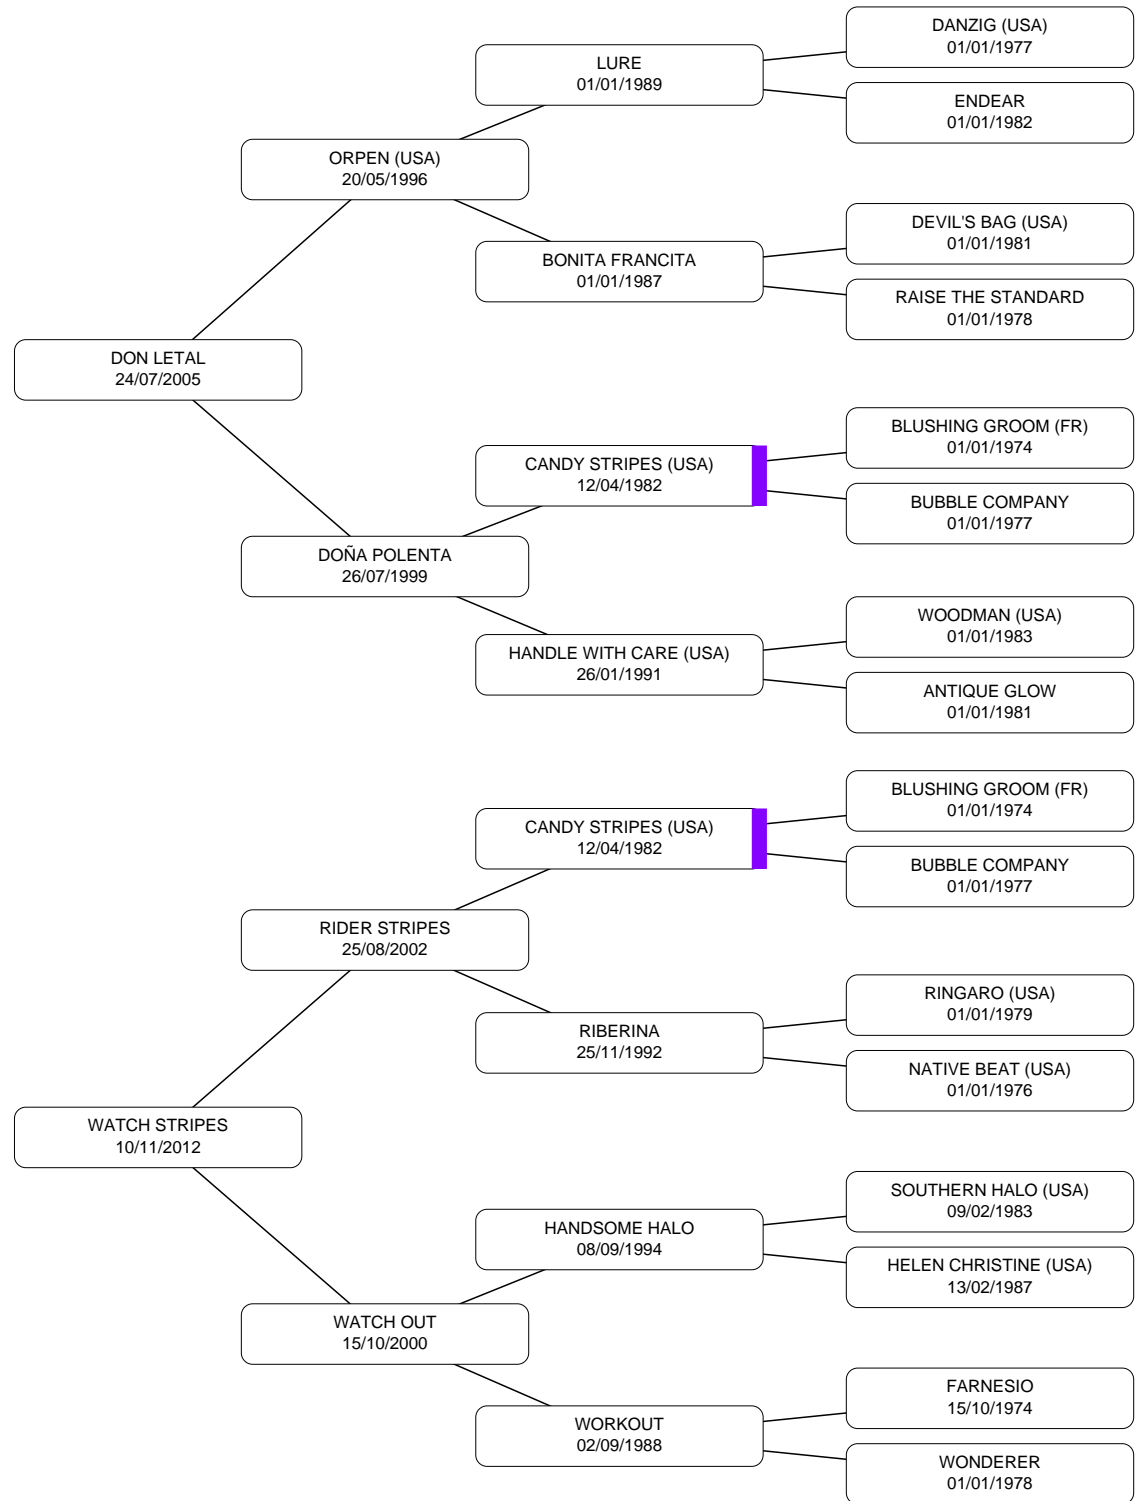 DANZIG (USA)
01/01/1977
LURE
01/01/1989
ENDEAR
01/01/1982
ORPEN (USA)
20/05/1996
DEVIL'S BAG (USA)
01/01/1981
BONITA FRANCITA
01/01/1987
RAISE THE STANDARD
01/01/1978
DON LETAL
24/07/2005
BLUSHING GROOM (FR)
01/01/1974
CANDY STRIPES (USA)
12/04/1982
BUBBLE COMPANY
01/01/1977
DOÑA POLENTA
26/07/1999
WOODMAN (USA)
01/01/1983
HANDLE WITH CARE (USA)
26/01/1991
ANTIQUE GLOW
01/01/1981
BLUSHING GROOM (FR)
01/01/1974
CANDY STRIPES (USA)
12/04/1982
BUBBLE COMPANY
01/01/1977
RIDER STRIPES
25/08/2002
RINGARO (USA)
01/01/1979
RIBERINA
25/11/1992
NATIVE BEAT (USA)
01/01/1976
WATCH STRIPES
10/11/2012
SOUTHERN HALO (USA)
09/02/1983
HANDSOME HALO
08/09/1994
HELEN CHRISTINE (USA)
13/02/1987
WATCH OUT
15/10/2000
FARNESIO
15/10/1974
WORKOUT
02/09/1988
WONDERER
01/01/1978